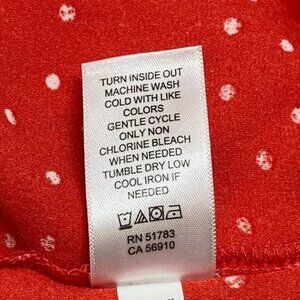 TURN INSIDE OUT
MACHINE WASH
COLD WITH LIKE
COLORS
GENTLE CYCLE
ONLY NON
CHLORINE BLEACH
WHEN NEEDED
TUMBLE DRY LOW
COOL IRON IF
NEEDED
RN 51783
CA 56910